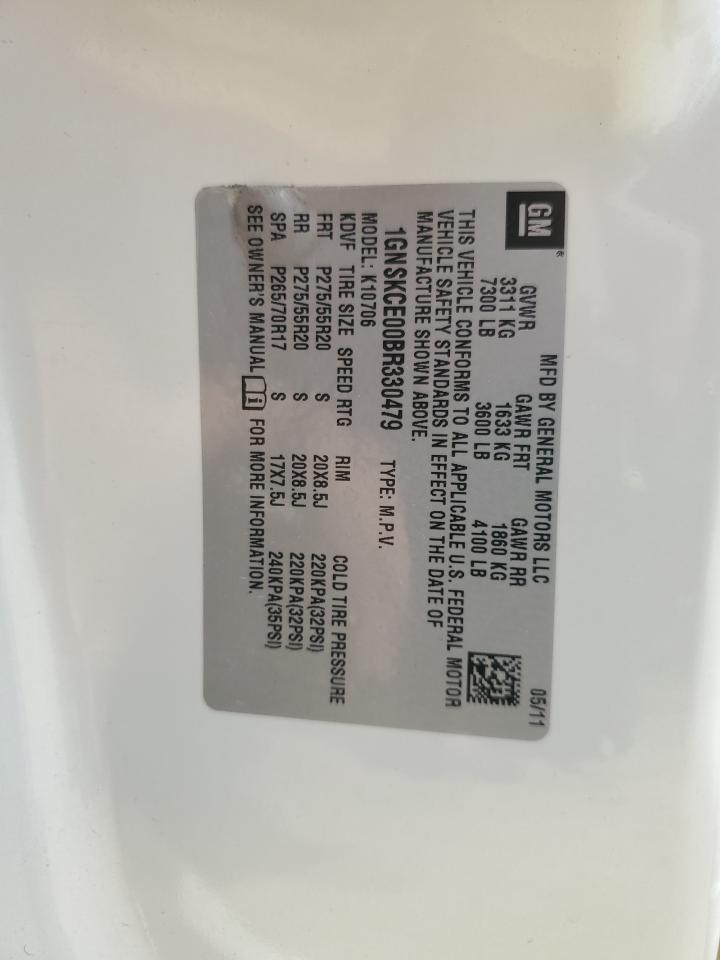 GM®
MFD BY GENERAL MOTORS LLC 05/11
GVWR GAWR FRT GAWR RR
3311 KG 1633 KG 1860 KG
7300 LB 3600 LB 4100 LB
THIS VEHICLE CONFORMS TO ALL APPLICABLE U.S. FEDERAL MOTOR
VEHICLE SAFETY STANDARDS IN EFFECT ON THE DATE OF
MANUFACTURE SHOWN ABOVE.
1GNSKCE00BR330479 TYPE: M.P.V.
MODEL: K10706
KDVF TIRE SIZE SPEED RTG RIM COLD TIRE PRESSURE
FRT P275/55R20 S 20X8.5J 220KPA(32PSI)
RR P275/55R20 S 20X8.5J 220KPA(32PSI)
SPA P265/70R17 S 17X7.5J 240KPA(35PSI)
SEE OWNER'S MANUAL i FOR MORE INFORMATION.